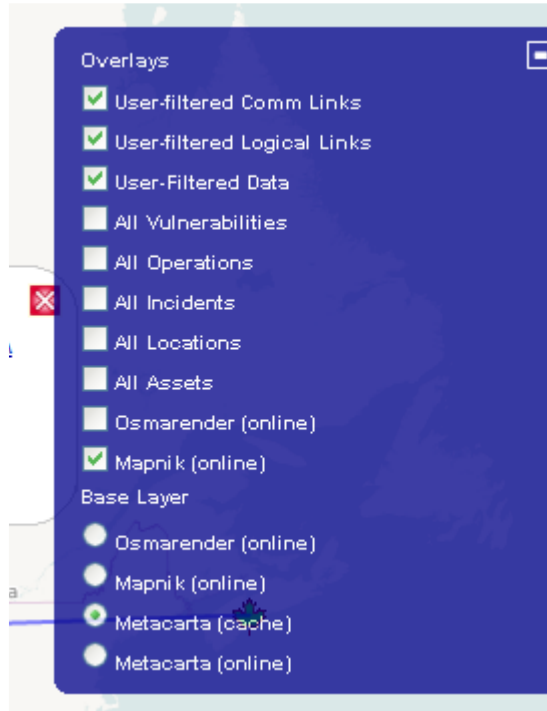 Overlays
User-filtered Comm Links
User-filtered Logical Links
User-Filtered Data
All Vulnerabilities
All Operations
All Incidents
All Locations
All Assets
Osmarender (online)
Mapnik (online)
Base Layer
Osmarender (online)
Mapnik (online)
Metacarta (cache)
Metacarta (online)